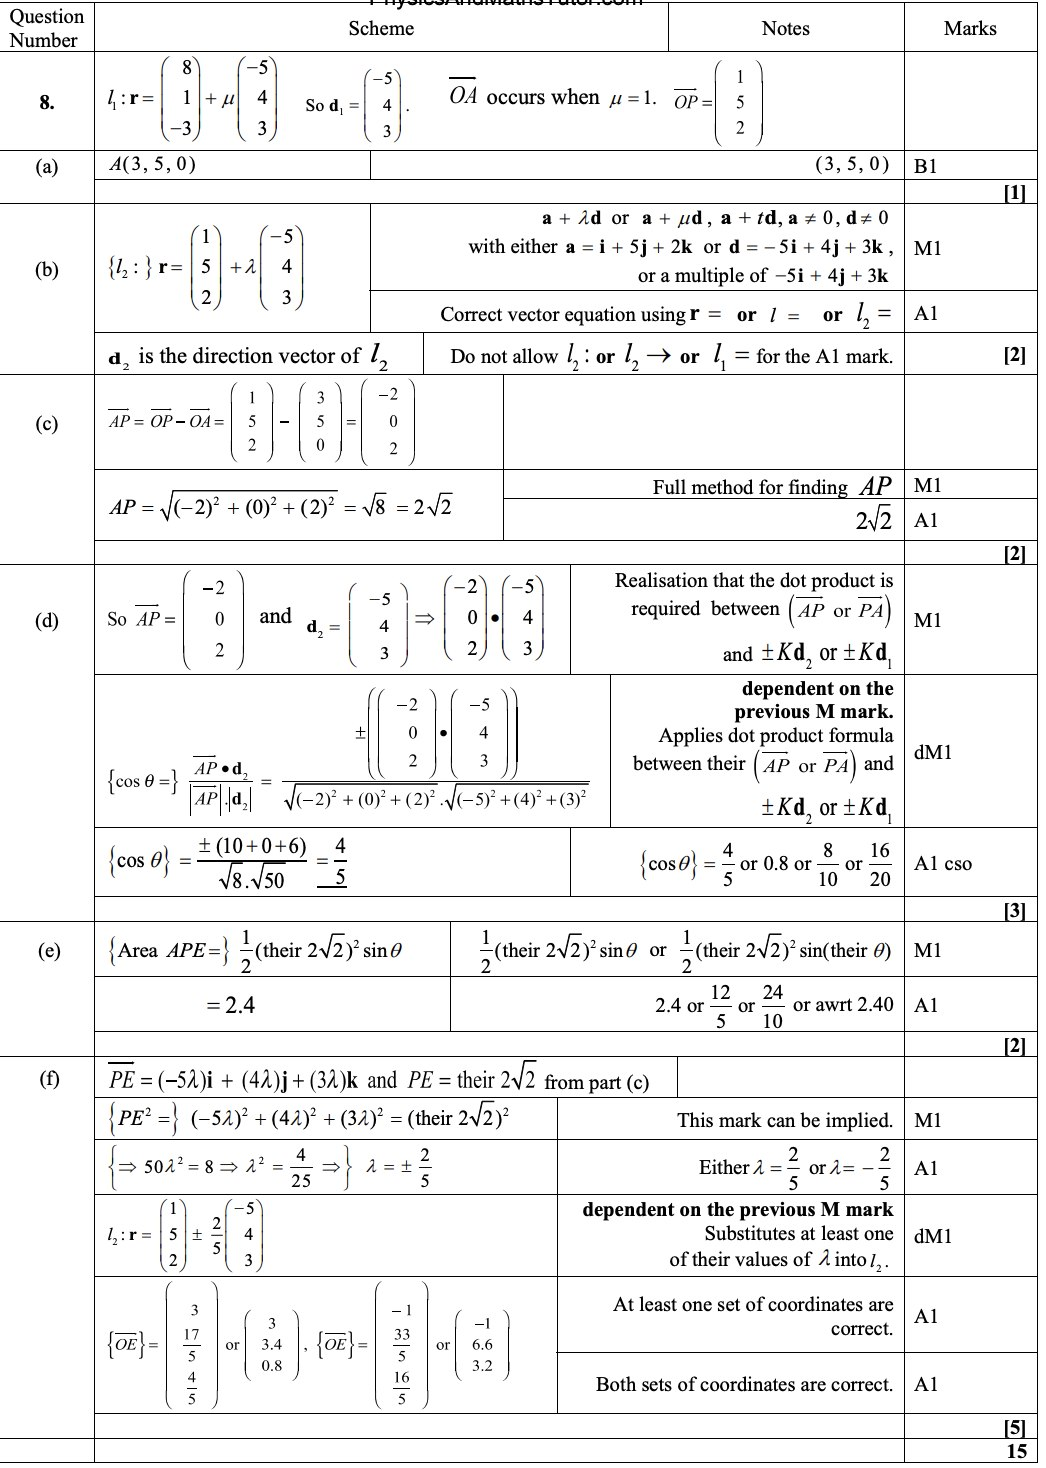 PhysicsAndMathsTutor.com
Question Number Scheme Notes Marks
8. l₁ : r = (8, 1, −3) + μ(−5, 4, 3) So d₁ = (−5, 4, 3). OA occurs when μ = 1. OP = (1, 5, 2)
(a) A(3, 5, 0) (3, 5, 0) B1
[1]
(b) {l₂ : } r = (1, 5, 2) + λ(−5, 4, 3)
a + λd or a + μd, a + td, a ≠ 0, d ≠ 0
with either a = i + 5j + 2k or d = −5i + 4j + 3k,
or a multiple of −5i + 4j + 3k
M1
Correct vector equation using r = or l = or l₂ = A1
d₂ is the direction vector of l₂ Do not allow l₂ : or l₂ → or l₁ = for the A1 mark. [2]
(c) AP = OP − OA = (1, 5, 2) − (3, 5, 0) = (−2, 0, 2)
AP = √((−2)² + (0)² + (2)²) = √8 = 2√2
Full method for finding AP M1
2√2 A1
[2]
(d) So AP = (−2, 0, 2) and d₂ = (−5, 4, 3) ⇒ (−2, 0, 2) • (−5, 4, 3)
Realisation that the dot product is
required between (AP or PA)
and ±Kd₂ or ±Kd₁
M1
{cos θ =} AP • d₂ / |AP|.|d₂| = ±((−2, 0, 2) • (−5, 4, 3)) / √((−2)² + (0)² + (2)²).√((−5)² + (4)² + (3)²)
dependent on the
previous M mark.
Applies dot product formula
between their (AP or PA) and
±Kd₂ or ±Kd₁
dM1
{cos θ} = ±(10 + 0 + 6) / √8.√50 = 4/5
{cos θ} = 4/5 or 0.8 or 8/10 or 16/20 A1 cso
[3]
(e) {Area APE =} ½(their 2√2)² sin θ
½(their 2√2)² sin θ or ½(their 2√2)² sin(their θ) M1
= 2.4 2.4 or 12/5 or 24/10 or awrt 2.40 A1
[2]
(f) PE = (−5λ)i + (4λ)j + (3λ)k and PE = their 2√2 from part (c)
{PE² =} (−5λ)² + (4λ)² + (3λ)² = (their 2√2)² This mark can be implied. M1
{⇒ 50λ² = 8 ⇒ λ² = 4/25 ⇒} λ = ± 2/5 Either λ = 2/5 or λ = − 2/5 A1
l₂ : r = (1, 5, 2) ± 2/5 (−5, 4, 3)
dependent on the previous M mark
Substitutes at least one
of their values of λ into l₂.
dM1
{OE} = (3, 17/5, 4/5) or (3, 3.4, 0.8), {OE} = (−1, 33/5, 16/5) or (−1, 6.6, 3.2)
At least one set of coordinates are
correct.
A1
Both sets of coordinates are correct. A1
[5]
15